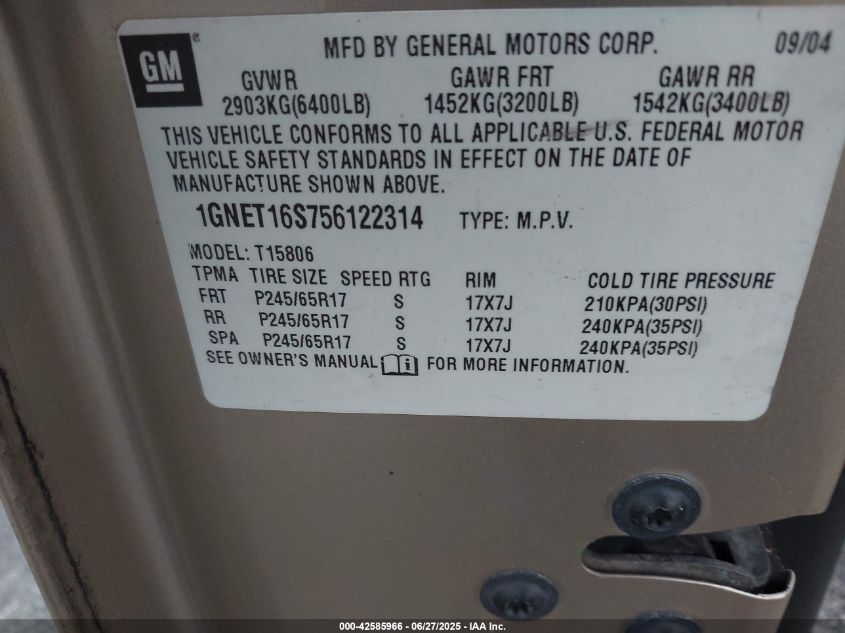 GM ® MFD BY GENERAL MOTORS CORP. 09/04
GVWR GAWR FRT GAWR RR
2903KG(6400LB) 1452KG(3200LB) 1542KG(3400LB)
THIS VEHICLE CONFORMS TO ALL APPLICABLE U.S. FEDERAL MOTOR
VEHICLE SAFETY STANDARDS IN EFFECT ON THE DATE OF
MANUFACTURE SHOWN ABOVE.
1GNET16S756122314 TYPE: M.P.V.
MODEL: T15806
TPMA TIRE SIZE SPEED RTG RIM COLD TIRE PRESSURE
FRT P245/65R17 S 17X7J 210KPA(30PSI)
RR P245/65R17 S 17X7J 240KPA(35PSI)
SPA P245/65R17 S 17X7J 240KPA(35PSI)
SEE OWNER'S MANUAL i FOR MORE INFORMATION.
000-42585966 - 06/27/2025 - IAA Inc.